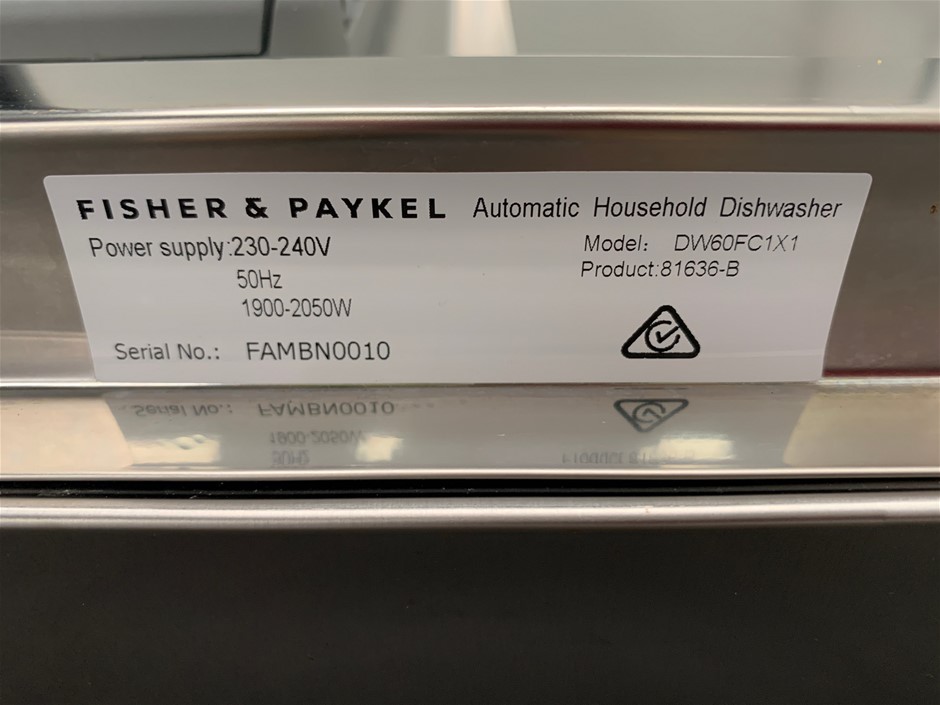 FISHER & PAYKEL Automatic Household Dishwasher
Power supply:230-240V
50Hz
1900-2050W
Model: DW60FC1X1
Product:81636-B
Serial No.: FAMBN0010